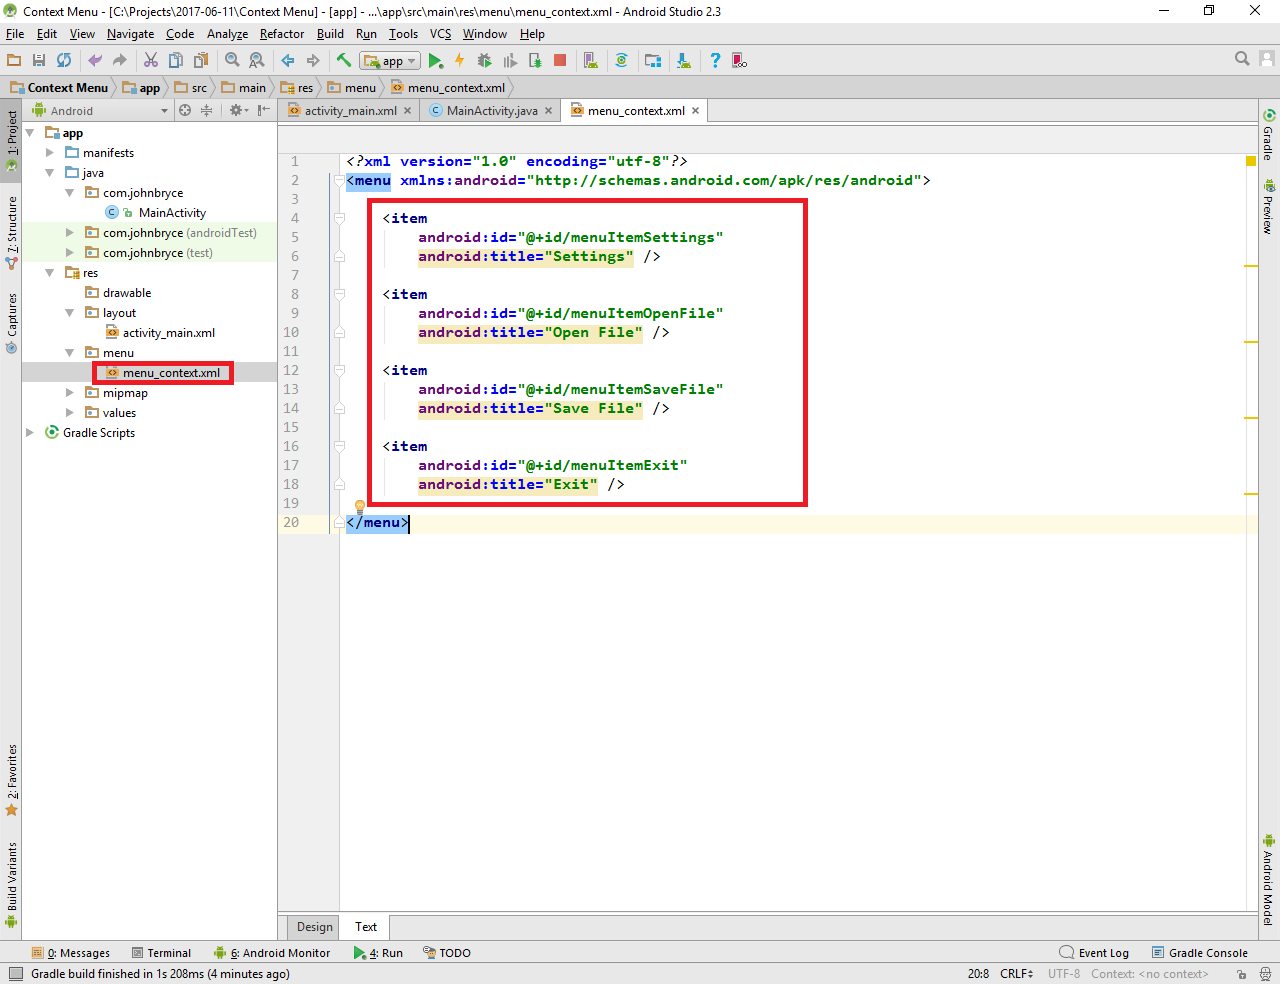 Context Menu - [C:\Projects\2017-06-11\Context Menu] - [app] - ...\app\src\main\res\menu\menu_context.xml - Android Studio 2.3
File Edit View Navigate Code Analyze Refactor Build Run Tools VCS Window Help
app
Context Menu app src main res menu menu_context.xml
Android
activity_main.xml MainActivity.java menu_context.xml
1: Project
7: Structure
Captures
2: Favorites
Build Variants
app
manifests
java
com.johnbryce
MainActivity
com.johnbryce (androidTest)
com.johnbryce (test)
res
drawable
layout
activity_main.xml
menu
menu_context.xml
mipmap
values
Gradle Scripts
1 <?xml version="1.0" encoding="utf-8"?>
2 <menu xmlns:android="http://schemas.android.com/apk/res/android">
3
4 <item
5 android:id="@+id/menuItemSettings"
6 android:title="Settings" />
7
8 <item
9 android:id="@+id/menuItemOpenFile"
10 android:title="Open File" />
11
12 <item
13 android:id="@+id/menuItemSaveFile"
14 android:title="Save File" />
15
16 <item
17 android:id="@+id/menuItemExit"
18 android:title="Exit" />
19
20 </menu>
Gradle
Preview
Android Model
Design Text
0: Messages Terminal 6: Android Monitor 4: Run TODO Event Log Gradle Console
Gradle build finished in 1s 208ms (4 minutes ago) 20:8 CRLF UTF-8 Context: <no context>